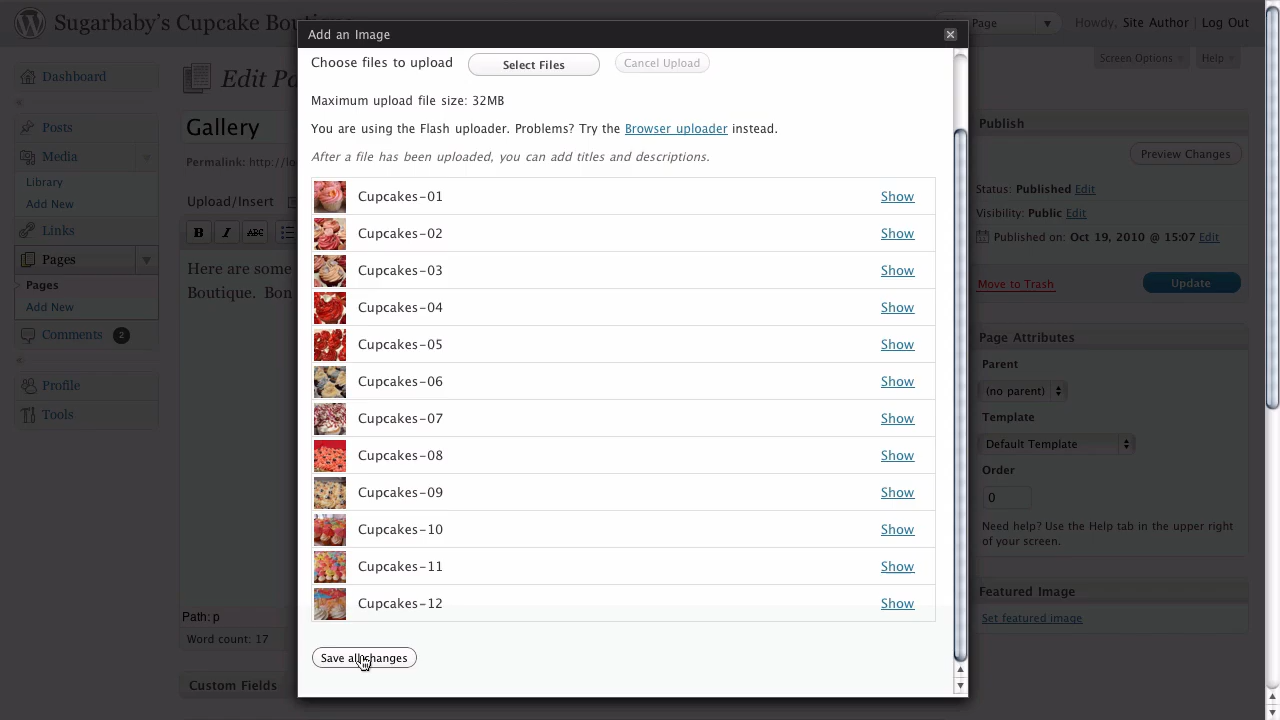 Sugarbaby's Cupcake Boutique
Page
Howdy, Site Author | Log Out
Add an Image
Dashboard
Posts
Media
Library
Add New
Links
Pages
Pages
Add New
Comments 2
Profile
Tools
Edit Pa
Screen Options
Help
Gallery
Permalink: http://lo
Upload/Insert
B I ABC
Here are some
Boutique. Bon
Path: p
Word count: 17
Custom Fields
Choose files to upload
Select Files
Cancel Upload
Maximum upload file size: 32MB
You are using the Flash uploader. Problems? Try the Browser uploader instead.
After a file has been uploaded, you can add titles and descriptions.
Cupcakes-01 Show
Cupcakes-02 Show
Cupcakes-03 Show
Cupcakes-04 Show
Cupcakes-05 Show
Cupcakes-06 Show
Cupcakes-07 Show
Cupcakes-08 Show
Cupcakes-09 Show
Cupcakes-10 Show
Cupcakes-11 Show
Cupcakes-12 Show
Save all changes
Publish
Preview Changes
Status: Published Edit
Visibility: Public Edit
Published on: Oct 19, 2010 @ 15:07 Edit
Move to Trash
Update
Page Attributes
Parent
(no parent)
Template
Default Template
Order
0
Need help? Use the Help tab in the upper right
of your screen.
Featured Image
Set featured image